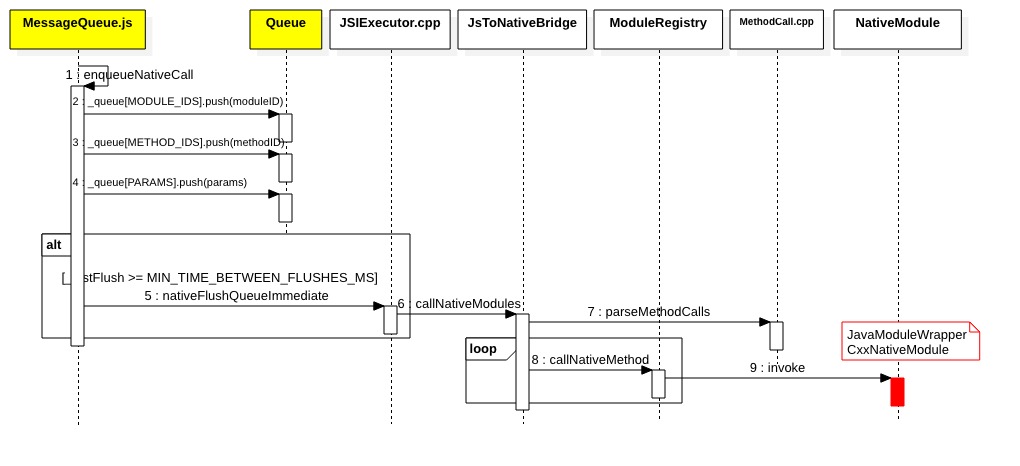 MessageQueue.js
Queue
JSIExecutor.cpp
JsToNativeBridge
ModuleRegistry
MethodCall.cpp
NativeModule
1 : enqueueNativeCall
2 : _queue[MODULE_IDS].push(moduleID)
3 : _queue[METHOD_IDS].push(methodID)
4 : _queue[PARAMS].push(params)
alt
[_ stFlush >= MIN_TIME_BETWEEN_FLUSHES_MS]
5 : nativeFlushQueueImmediate
6 : callNativeModules
7 : parseMethodCalls
JavaModuleWrapper
CxxNativeModule
loop
8 : callNativeMethod
9 : invoke